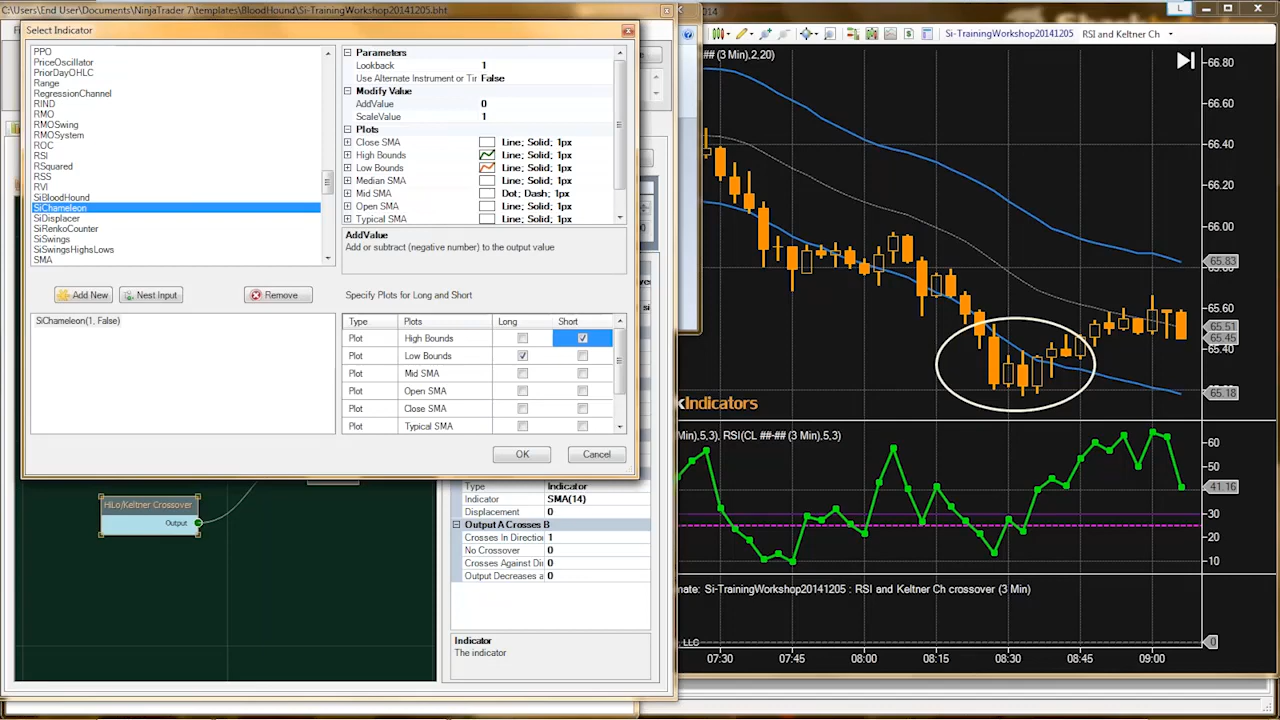 C:\Users\End User\Documents\NinjaTrader 7\templates\BloodHound\Si-TrainingWorkshop20141205.bht
Select Indicator
PPO
PriceOscillator
PriorDayOHLC
Range
RegressionChannel
RIND
RMO
RMOSwing
RMOSystem
ROC
RSI
RSquared
RSS
RVI
SiBloodHound
SiChameleon
SiDisplacer
SiRenkoCounter
SiSwings
SiSwingsHighsLows
SMA
Parameters
Lookback 1
Use Alternate Instrument or Tir False
Modify Value
AddValue 0
ScaleValue 1
Plots
Close SMA Line; Solid; 1px
High Bounds Line; Solid; 1px
Low Bounds Line; Solid; 1px
Median SMA Line; Solid; 1px
Mid SMA Dot; Dash; 1px
Open SMA Line; Solid; 1px
Typical SMA Line; Solid; 1px
AddValue
Add or subtract (negative number) to the output value
Add New Nest Input Remove
Specify Plots for Long and Short
SiChameleon(1, False)
Type Plots Long Short
Plot High Bounds
Plot Low Bounds
Plot Mid SMA
Plot Open SMA
Plot Close SMA
Plot Typical SMA
OK Cancel
HiLo/Keltner Crossover
Output
Type Indicator
Indicator SMA(14)
Displacement 0
Output A Crosses B
Crosses In Directio 1
No Crossover 0
Crosses Against Di 0
Output Decreases a 0
Indicator
The indicator
014
L
Si-TrainingWorkshop20141205 RSI and Keltner Ch
## (3 Min),2,20)
66.80
66.60
66.40
66.20
66.00
65.83
65.60
65.51
65.45
65.40
65.18
kIndicators
Min),5,3), RSI(CL ##-## (3 Min),5,3)
60
50
41.16
30
20
10
mate: Si-TrainingWorkshop20141205 : RSI and Keltner Ch crossover (3 Min)
LLC
0
07:30 07:45 08:00 08:15 08:30 08:45 09:00